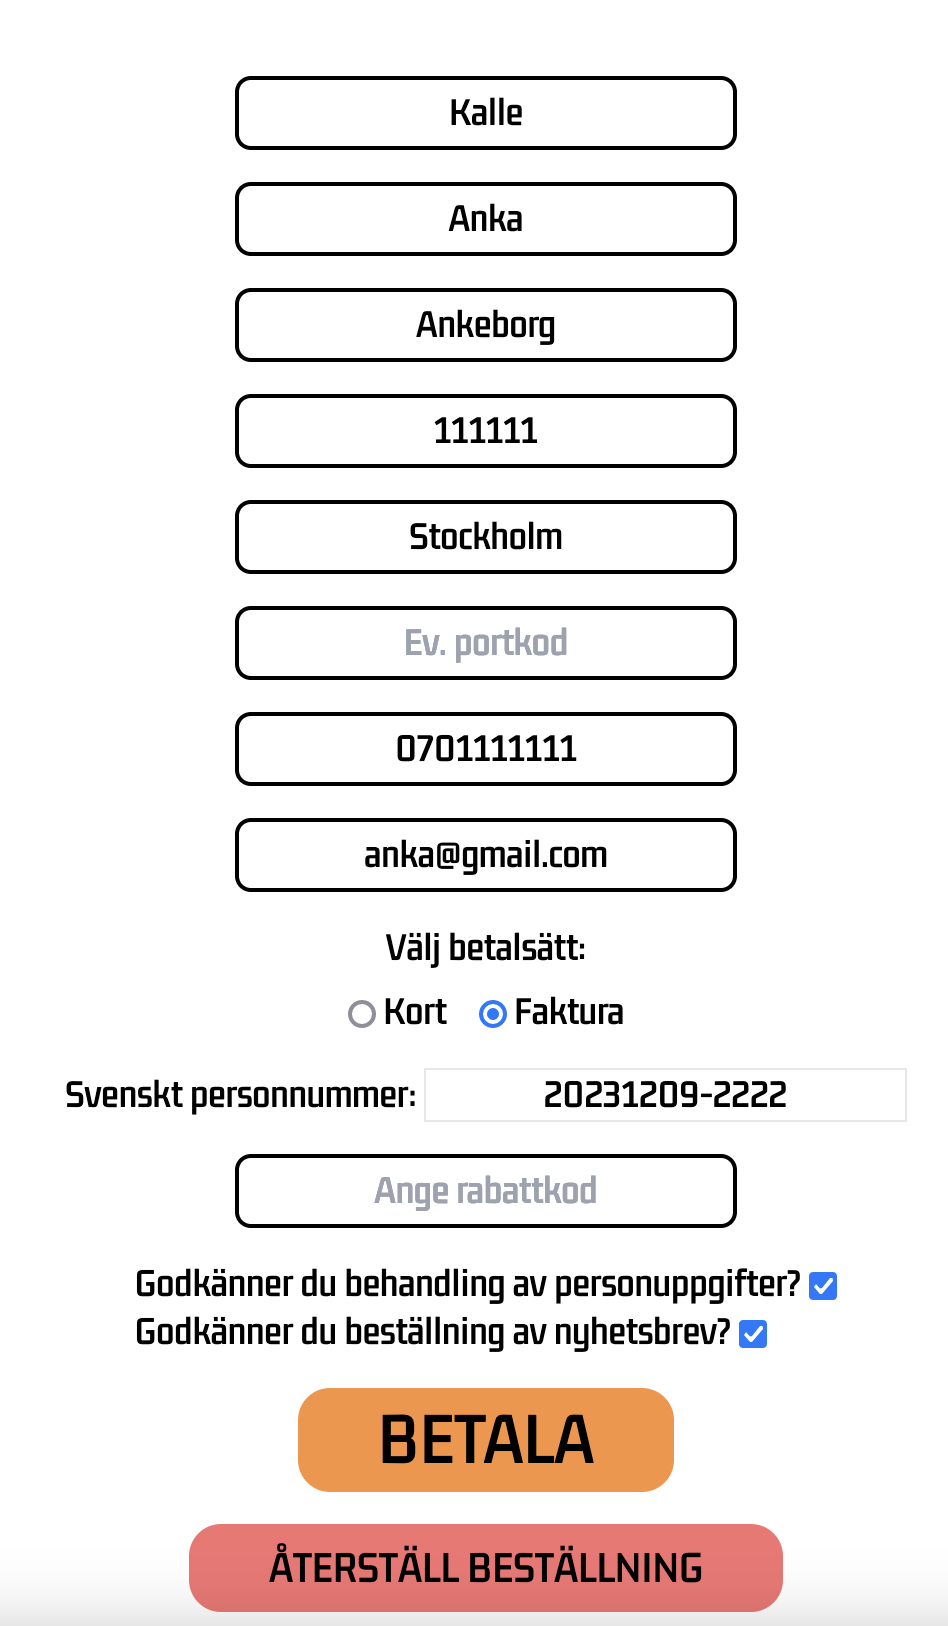 Kalle
Anka
Ankeborg
111111
Stockholm
Ev. portkod
0701111111
anka@gmail.com
Välj betalsätt:
Kort Faktura
Svenskt personnummer: 20231209-2222
Ange rabattkod
Godkänner du behandling av personuppgifter?
Godkänner du beställning av nyhetsbrev?
BETALA
ÅTERSTÄLL BESTÄLLNING